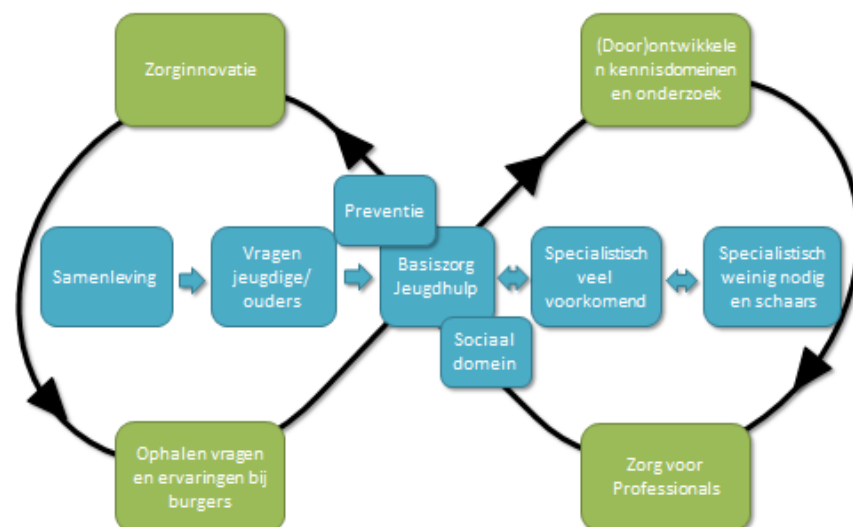 Zorginnovatie
(Door)ontwikkele
n kennisdomeinen
en onderzoek
Preventie
Samenleving
Vragen
jeugdige/
ouders
Basiszorg
Jeugdhulp
Specialistisch
veel
voorkomend
Specialistisch
weinig nodig
en schaars
Sociaal
domein
Ophalen vragen
en ervaringen bij
burgers
Zorg voor
Professionals